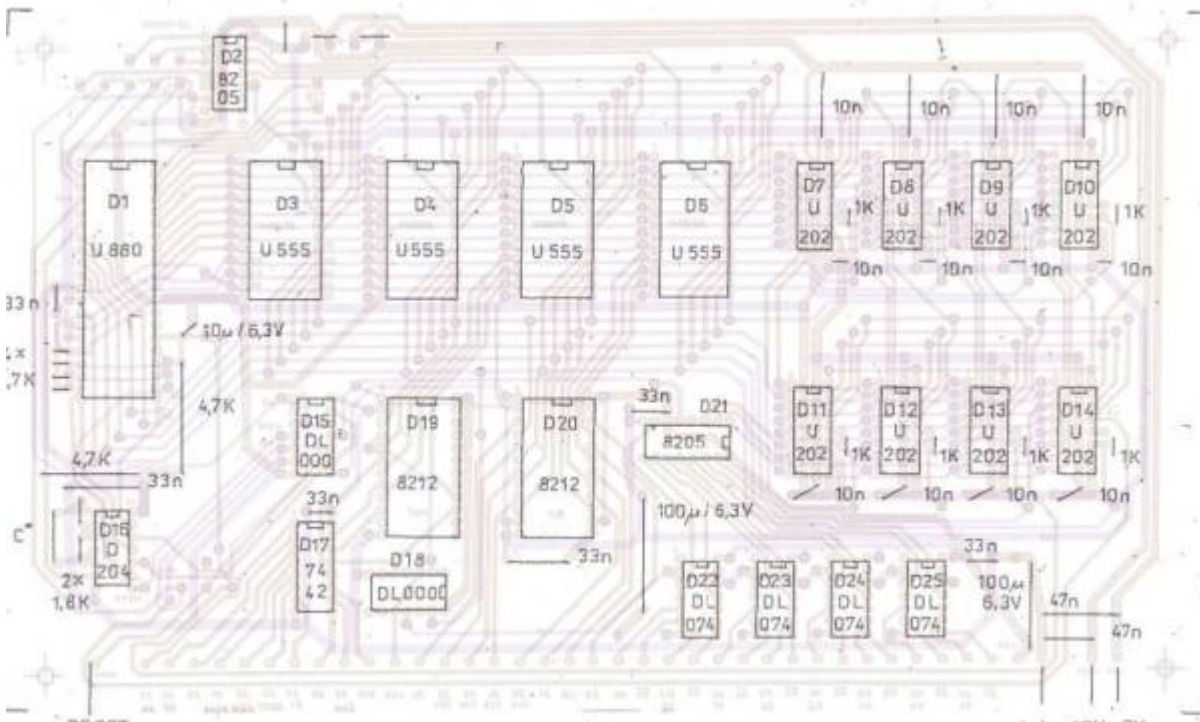 D2
82
05
10n
10n
10n
10n
D1
U 880
D3
U 555
D4
U 555
D5
U 555
D6
U 555
D7
U
202
1K
D8
U
202
1K
D9
U
202
1K
D10
U
202
1K
10n
10n
10n
10n
33n
10µ / 6,3V
4,7K
D15
DL
000
D19
8212
D20
8212
33n
D21
8205
D11
U
202
1K
D12
U
202
1K
D13
U
202
1K
D14
U
202
1K
10n
10n
10n
10n
4,7K
33n
33n
100µ / 6,3V
D16
D
204
2x
1,8K
D17
74
42
D18
DL000
33n
D22
DL
074
D23
DL
074
D24
DL
074
D25
DL
074
33n
100µ
6,3V
47n
47n